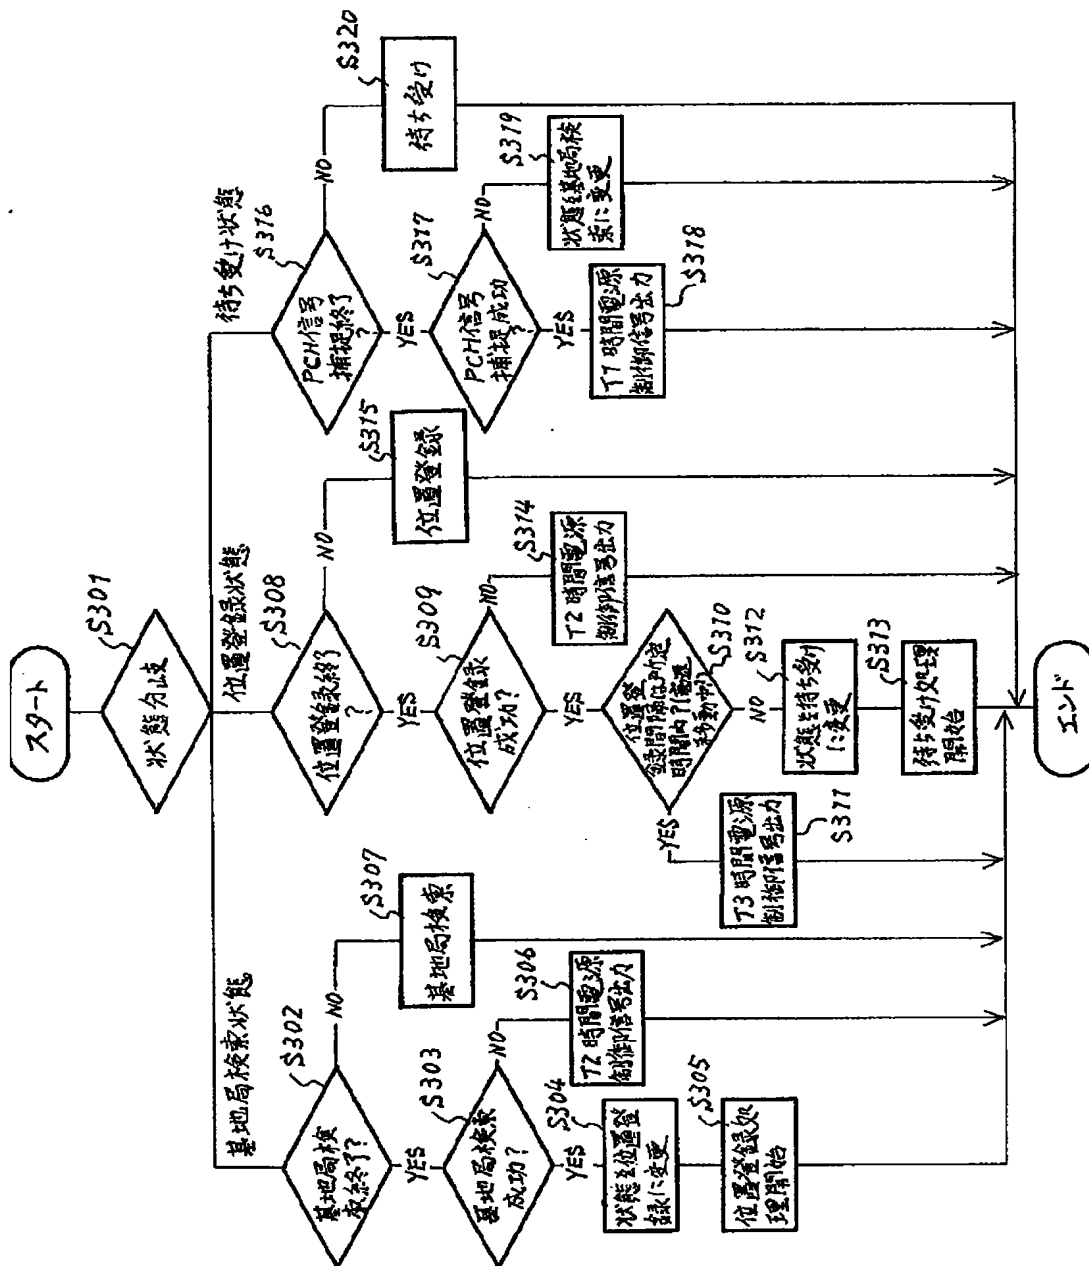 スタート
状態分岐
S301
基地局検索状態
基地局検
索終了?
S302
YES
NO
基地局検索
S307
基地局検索
成功?
S303
YES
NO
T2時間電源
制御信号出力
S306
状態を位置登
録に変更
S304
位置登録処
理開始
S305
位置登録状態
位置登録終了
?
S308
YES
NO
位置登録
S315
位置登録
成功?
S309
YES
NO
T2時間電源
制御信号出力
S314
位置登
録間隔は所定
時間内?(電源
移動中?)
S310
YES
T3時間電源
制御信号出力
S311
NO
状態を待ち受け
に変更
S312
待ち受け処理
開始
S313
待ち受け状態
PCH信号
捕捉終了
?
S316
YES
NO
待ち受け
S320
PCH信号
捕捉成功
?
S317
YES
NO
状態を基地局検
索に変更
S319
T1時間電源
制御信号出力
S318
エンド